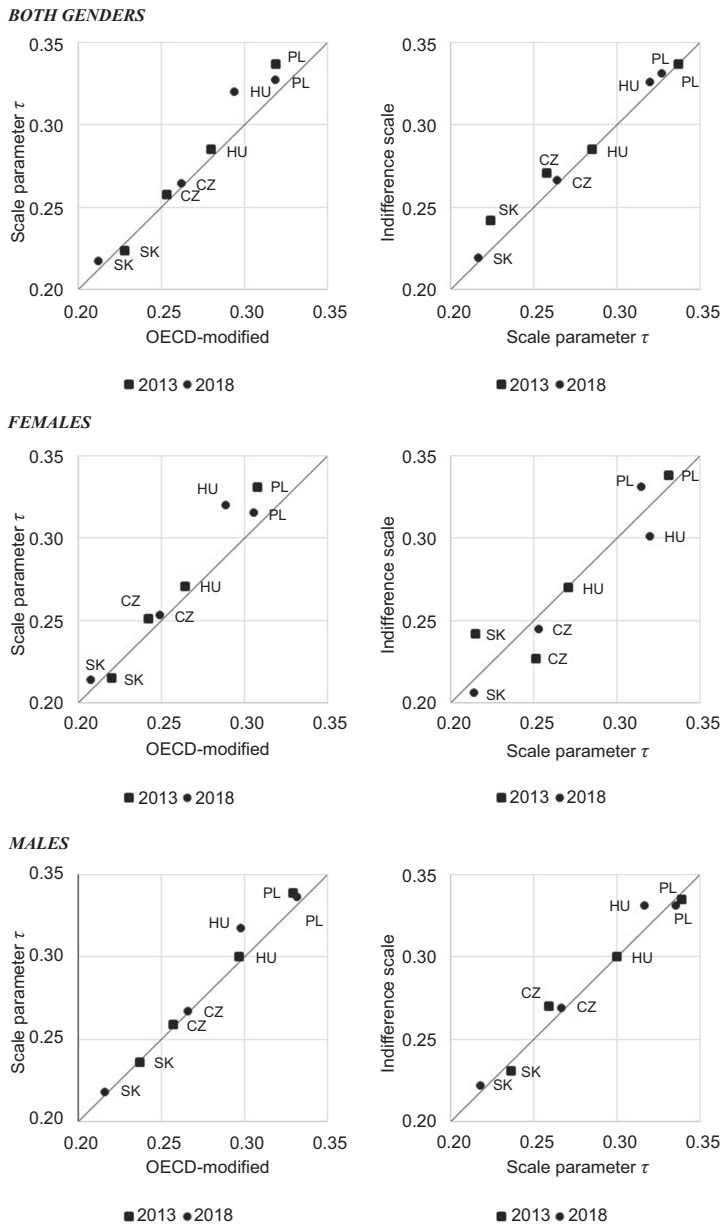 BOTH GENDERS
0.35
0.30
0.25
0.20
Scale parameter τ
PL
PL
HU
HU
CZ
CZ
SK
SK
0.20 0.25 0.30 0.35
OECD-modified
2013 2018
0.35
0.30
0.25
0.20
Indifference scale
PL
PL
HU
HU
CZ
CZ
SK
SK
0.20 0.25 0.30 0.35
Scale parameter τ
2013 2018
FEMALES
0.35
0.30
0.25
0.20
Scale parameter τ
HU
PL
PL
HU
CZ
CZ
SK
SK
0.20 0.25 0.30 0.35
OECD-modified
2013 2018
0.35
0.30
0.25
0.20
Indifference scale
PL
PL
HU
HU
SK
CZ
CZ
SK
0.20 0.25 0.30 0.35
Scale parameter τ
2013 2018
MALES
0.35
0.30
0.25
0.20
Scale parameter τ
PL
PL
HU
HU
CZ
CZ
SK
SK
0.20 0.25 0.30 0.35
OECD-modified
2013 2018
0.35
0.30
0.25
0.20
Indifference scale
PL
HU
PL
HU
CZ
CZ
SK
SK
0.20 0.25 0.30 0.35
Scale parameter τ
2013 2018